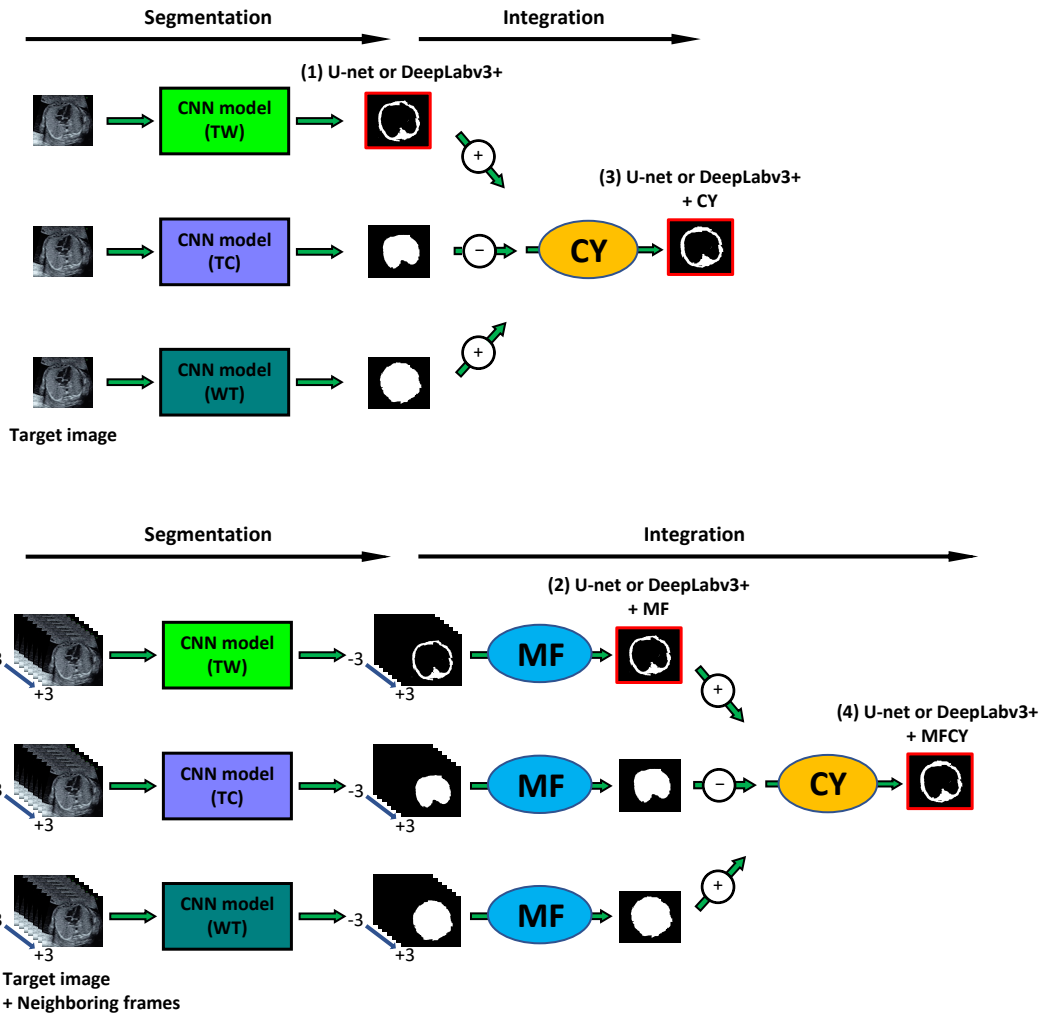 Segmentation
Integration
(1) U-net or DeepLabv3+
CNN model
(TW)
+
(3) U-net or DeepLabv3+
+ CY
CNN model
(TC)
−
CY
CNN model
(WT)
+
Target image
Segmentation
Integration
(2) U-net or DeepLabv3+
+ MF
CNN model
(TW)
-3
+3
+3
MF
+
(4) U-net or DeepLabv3+
+ MFCY
CNN model
(TC)
-3
+3
+3
MF
−
CY
CNN model
(WT)
-3
+3
+3
MF
+
Target image
+ Neighboring frames